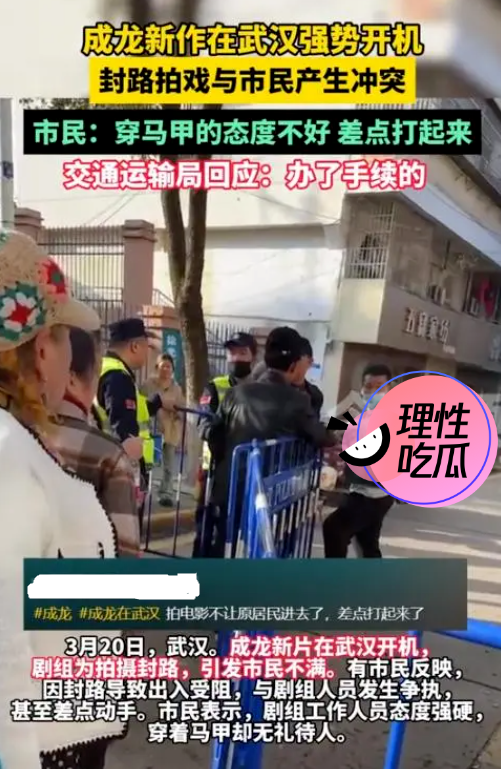 成龙新作在武汉强势开机
封路拍戏与市民产生冲突
市民：穿马甲的态度不好 差点打起来
交通运输局回应：办了手续的
理性
吃瓜
#成龙 #成龙在武汉 拍电影不让原居民进去了，差点打起来了
3月20日，武汉。成龙新片在武汉开机，
剧组为拍摄封路，引发市民不满。有市民反映，
因封路导致出入受阻，与剧组人员发生争执，
甚至差点动手。市民表示，剧组工作人员态度强硬，
穿着马甲却无礼待人。